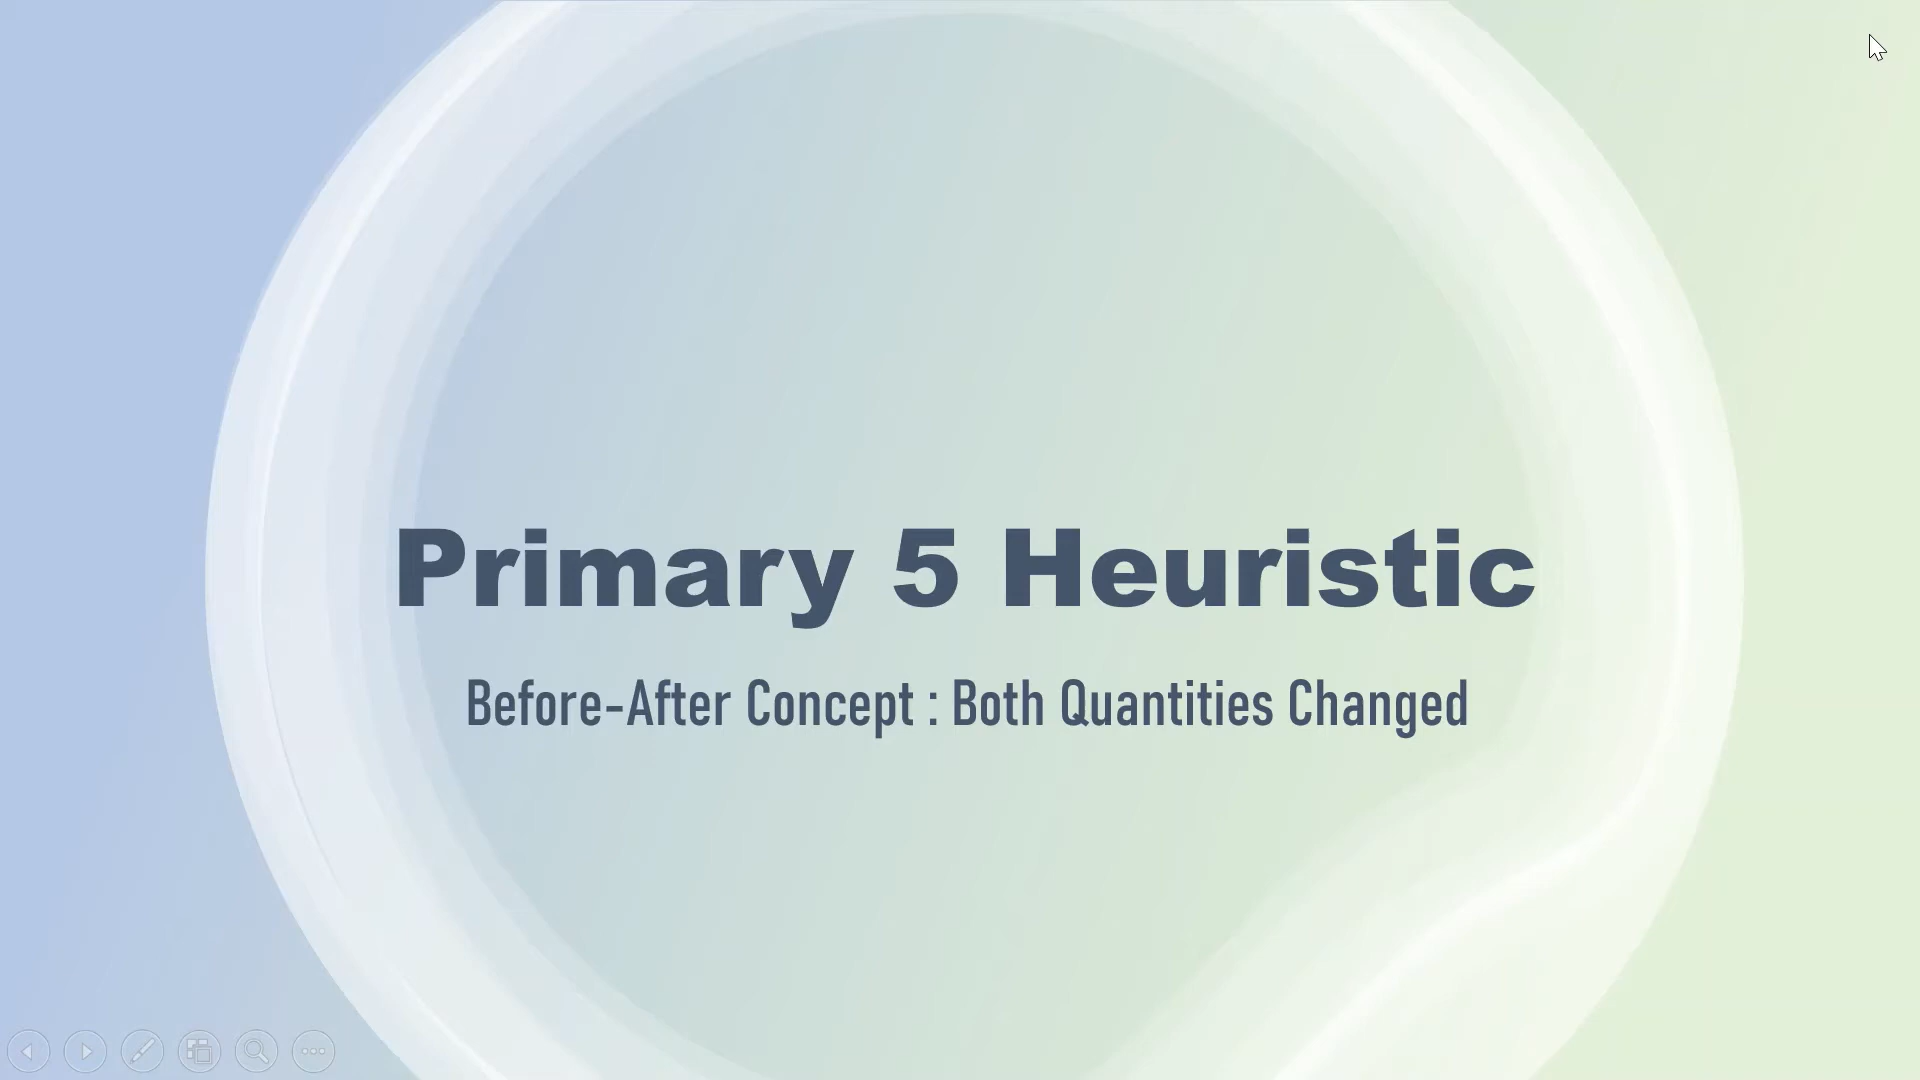 Primary 5 Heuristic
Before-After Concept : Both Quantities Changed